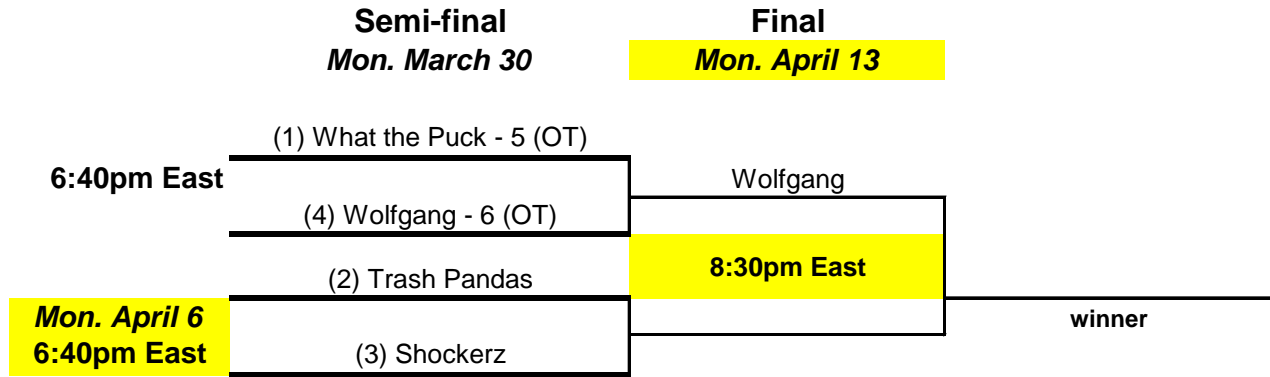 Semi-final
Final
Mon. March 30
Mon. April 13
(1) What the Puck - 5 (OT)
6:40pm East
Wolfgang
(4) Wolfgang - 6 (OT)
8:30pm East
(2) Trash Pandas
Mon. April 6
winner
6:40pm East
(3) Shockerz